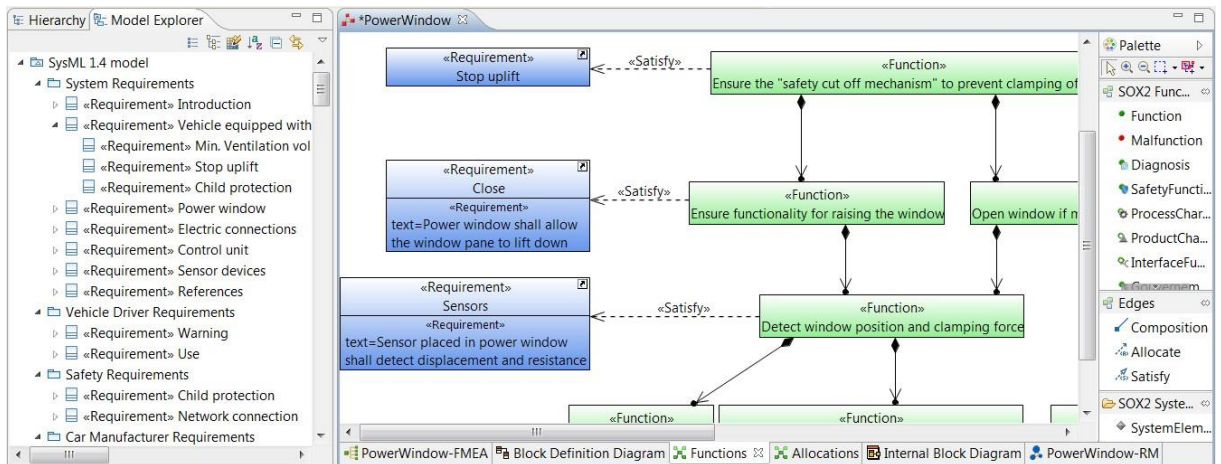 Hierarchy
Model Explorer
SysML 1.4 model
System Requirements
«Requirement» Introduction
«Requirement» Vehicle equipped with
«Requirement» Min. Ventilation vol
«Requirement» Stop uplift
«Requirement» Child protection
«Requirement» Power window
«Requirement» Electric connections
«Requirement» Control unit
«Requirement» Sensor devices
«Requirement» References
Vehicle Driver Requirements
«Requirement» Warning
«Requirement» Use
Safety Requirements
«Requirement» Child protection
«Requirement» Network connection
Car Manufacturer Requirements
*PowerWindow
«Requirement»
Stop uplift
«Satisfy»
«Function»
Ensure the "safety cut off mechanism" to prevent clamping of
«Requirement»
Close
«Requirement»
text=Power window shall allow
the window pane to lift down
«Satisfy»
«Function»
Ensure functionality for raising the window
Open window if m
«Requirement»
Sensors
«Requirement»
text=Sensor placed in power window
shall detect displacement and resistance
«Satisfy»
«Function»
Detect window position and clamping force
«Function»
«Function»
Palette
SOX2 Func...
Function
Malfunction
Diagnosis
SafetyFuncti...
ProcessChar...
ProductCha...
InterfaceFu...
Edges
Composition
Allocate
Satisfy
SOX2 Syste...
SystemElem...
PowerWindow-FMEA
Block Definition Diagram
Functions
Allocations
Internal Block Diagram
PowerWindow-RM